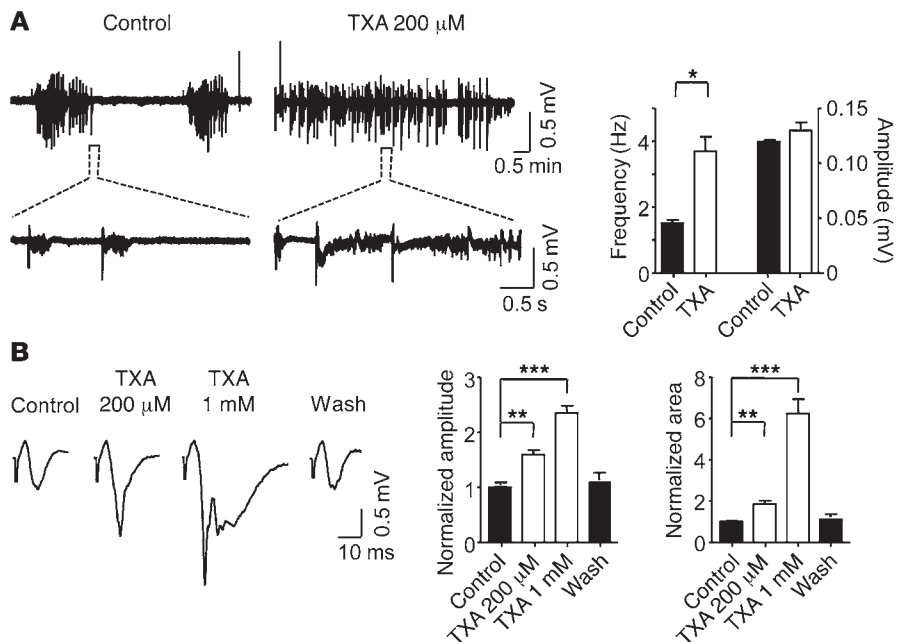 A
Control
TXA 200 μM
0.5 mV
0.5 min
0.5 mV
0.5 s
Frequency (Hz)
4
2
0
*
0.15
0.10
0.05
0
Amplitude (mV)
Control
TXA
Control
TXA
B
Control
TXA
200 μM
TXA
1 mM
Wash
0.5 mV
10 ms
Normalized amplitude
3
2
1
0
***
**
Control
TXA 200 μM
TXA 1 mM
Wash
Normalized area
8
6
4
2
0
***
**
Control
TXA 200 μM
TXA 1 mM
Wash